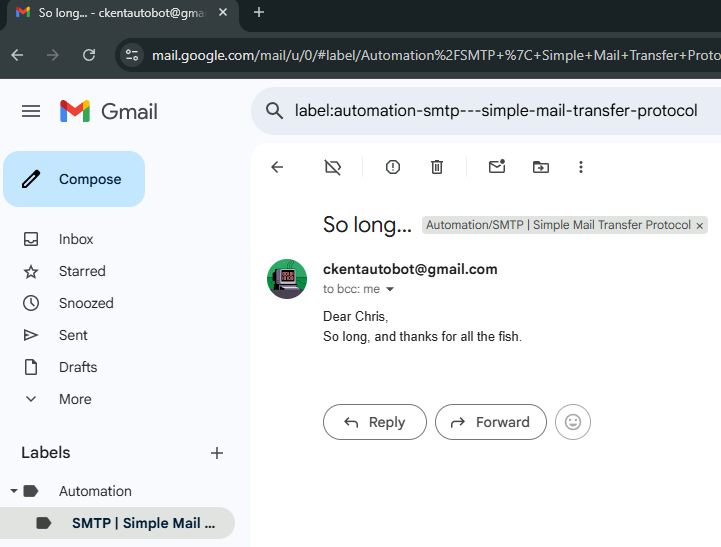 So long... - ckentautobot@gmai
mail.google.com/mail/u/0/#label/Automation%2FSMTP+%7C+Simple+Mail+Transfer+Proto
Gmail
label:automation-smtp---simple-mail-transfer-protocol
Compose
Inbox
Starred
Snoozed
Sent
Drafts
More
Labels
Automation
SMTP | Simple Mail ...
So long... Automation/SMTP | Simple Mail Transfer Protocol ×
ckentautobot@gmail.com
to bcc: me
Dear Chris,
So long, and thanks for all the fish.
Reply Forward